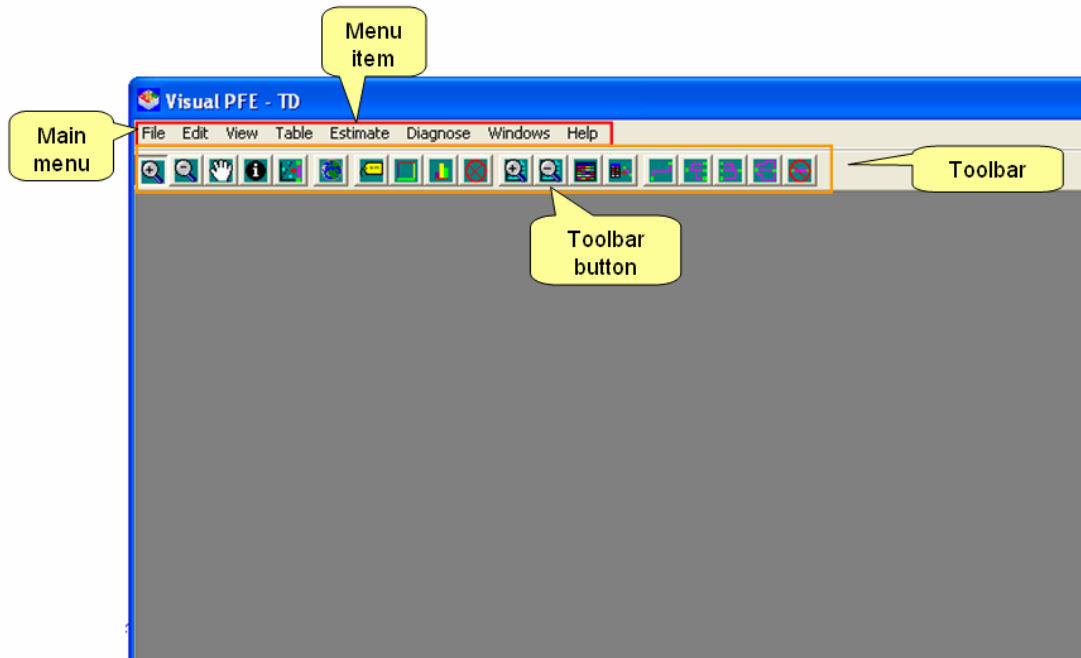 Menu
item
Visual PFE - TD
Main
menu
File Edit View Table Estimate Diagnose Windows Help
Toolbar
Toolbar
button